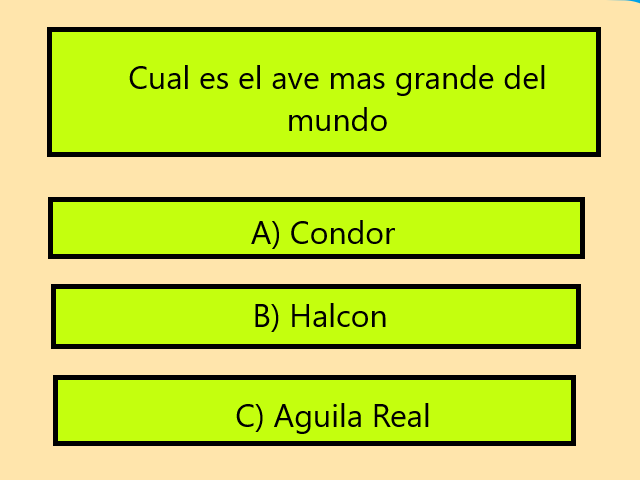 Cual es el ave mas grande del
mundo
A) Condor
B) Halcon
C) Aguila Real